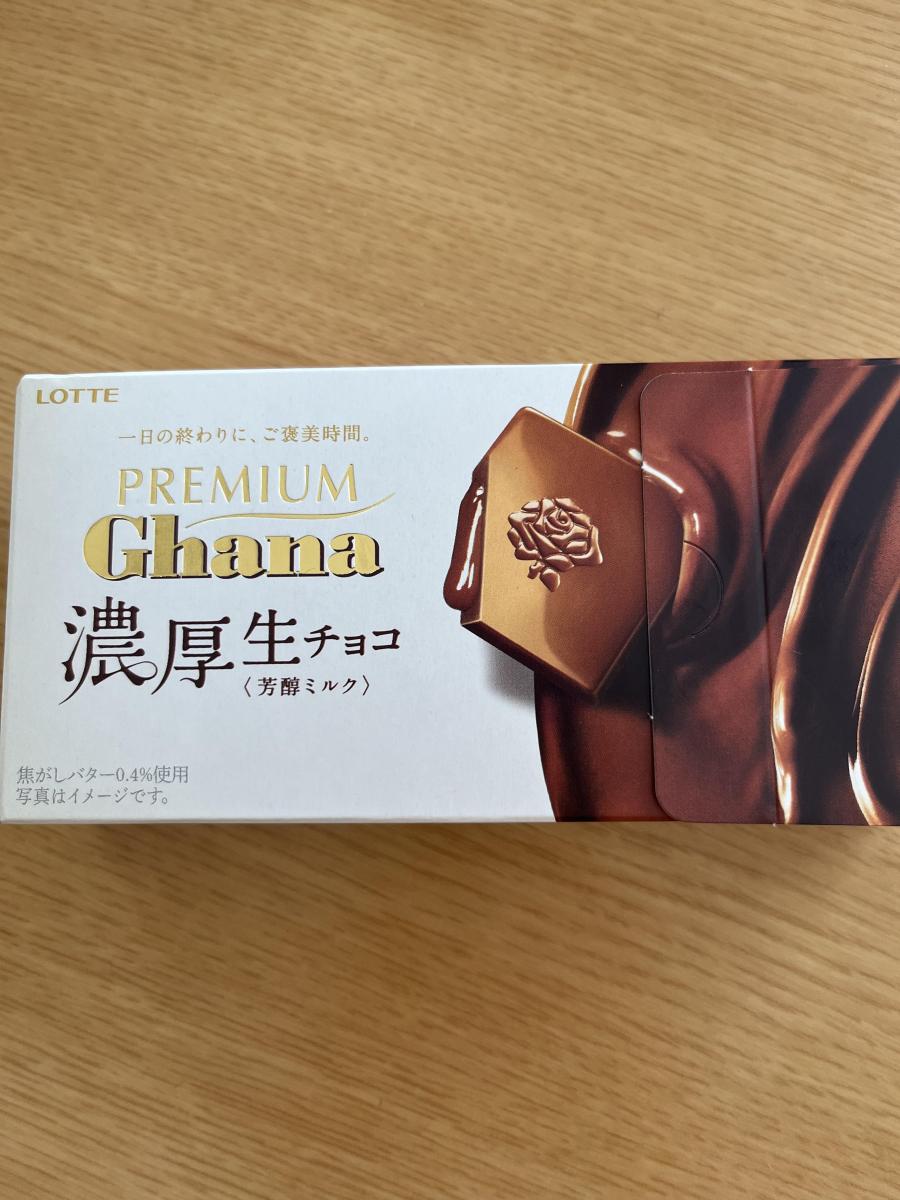 LOTTE
一日の終わりに、ご褒美時間。
PREMIUM
Ghana
濃厚生チョコ
〈芳醇ミルク〉
焦がしバター0.4%使用
写真はイメージです。